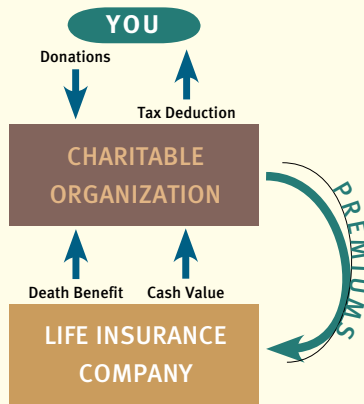 YOU
Donations
Tax Deduction
CHARITABLE
ORGANIZATION
PREMIUMS
Death Benefit
Cash Value
LIFE INSURANCE
COMPANY